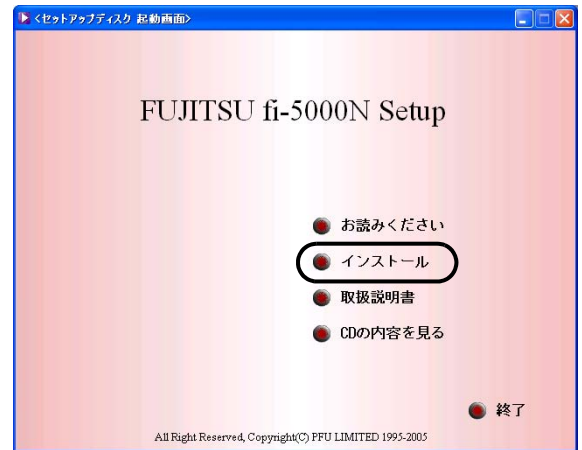 <セットアップディスク 起動画面>
FUJITSU fi-5000N Setup
お読みください
インストール
取扱説明書
CDの内容を見る
終了
All Right Reserved, Copyright(C) PFU LIMITED 1995-2005